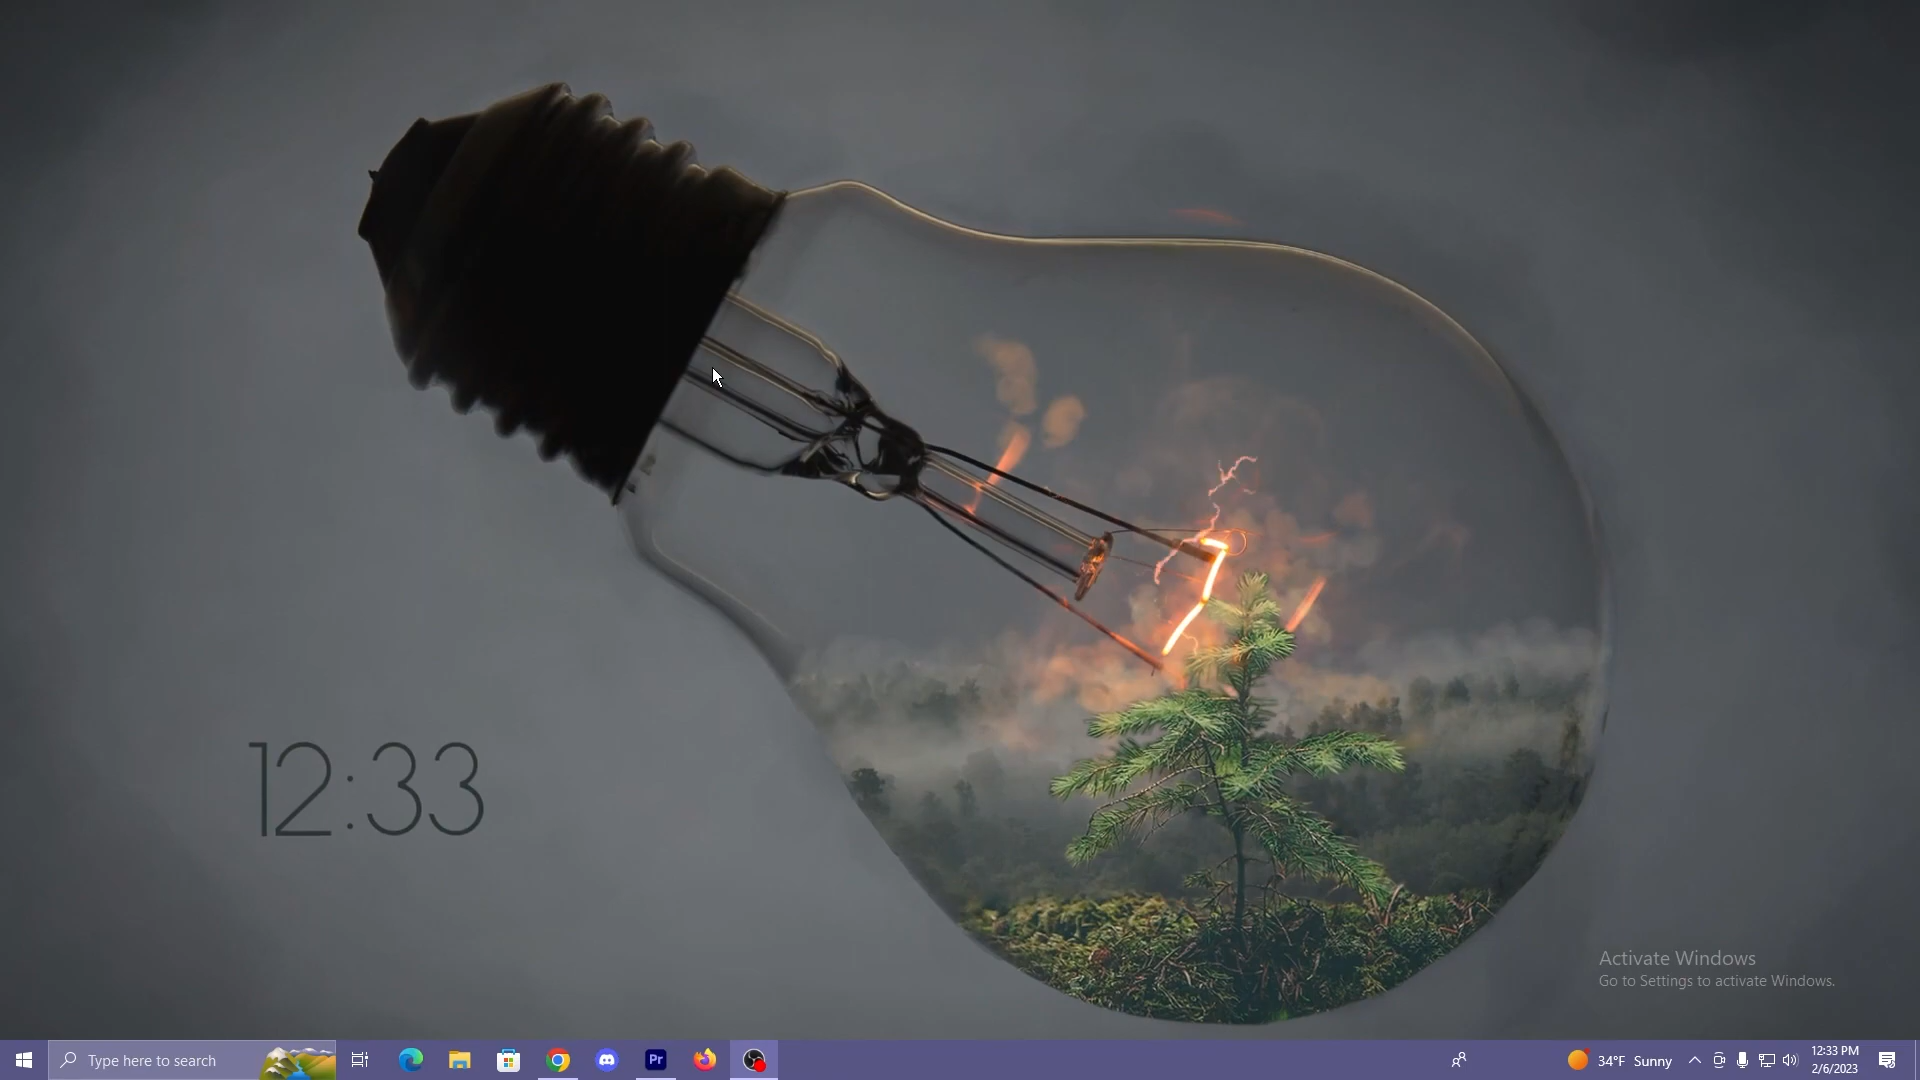 12:33
Activate Windows
Go to Settings to activate Windows.
Type here to search
Pr
34°F Sunny
12:33 PM
2/6/2023